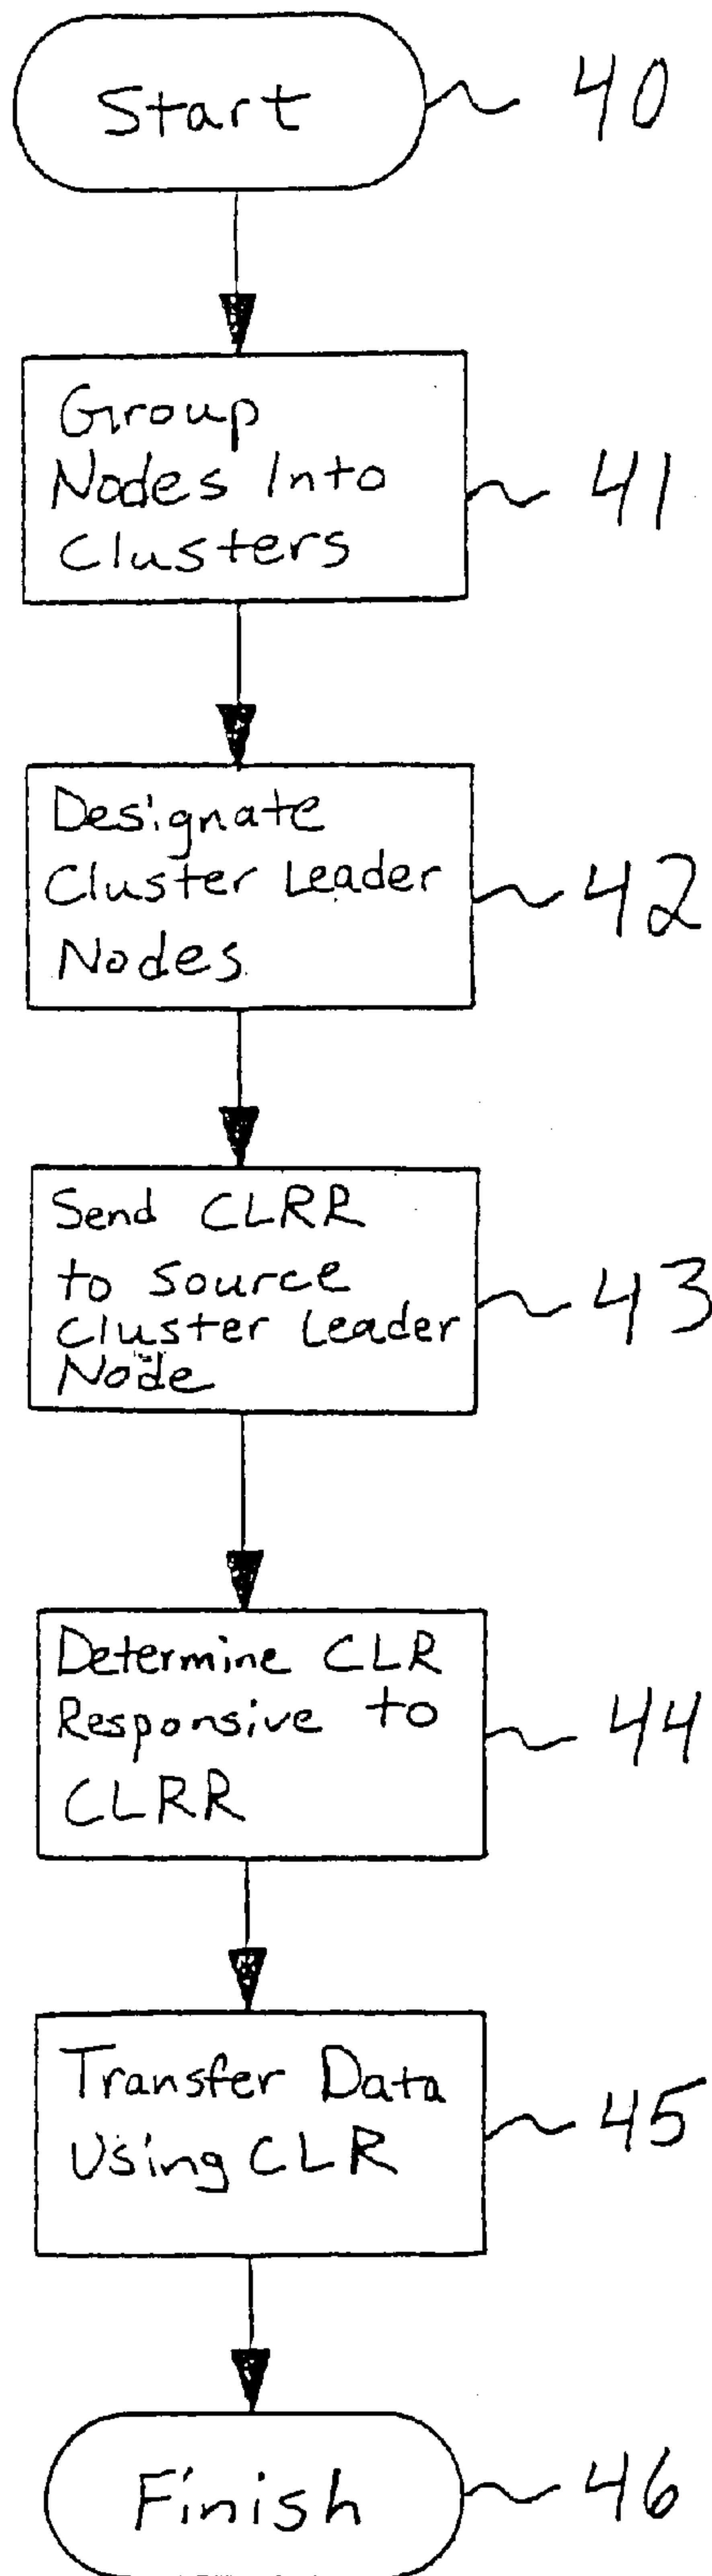 Start
40
Group
Nodes Into
Clusters
41
Designate
Cluster Leader
Nodes
42
Send CLRR
to Source
Cluster Leader
Node
43
Determine CLR
Responsive to
CLRR
44
Transfer Data
Using CLR
45
Finish
46